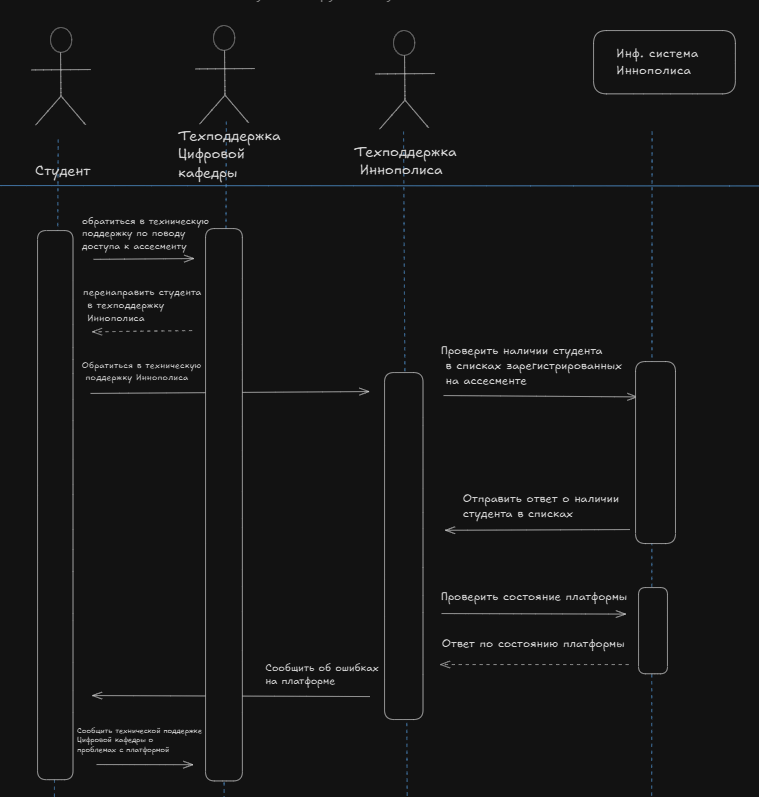 Инф. система
Иннополиса
Техподдержка
Цифровой
кафедры
Техподдержка
Иннополиса
Студент
обратиться в техническую
поддержку по поводу
доступа к ассесменту
перенаправить студента
в техподдержку
Иннополиса
Проверить наличии студента
в списках зарегистрированных
на ассесменте
Обратиться в техническую
поддержку Иннополиса
Отправить ответ о наличии
студента в списках
Проверить состояние платформы
Ответ по состоянию платформы
Сообщить об ошибках
на платформе
Сообщить технической поддержке
Цифровой кафедры о
проблемах с платформой